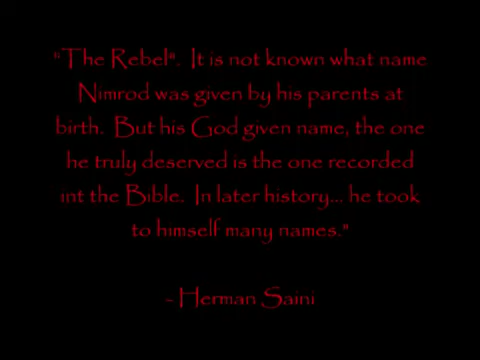 "The Rebel".  It is not known what name
Nimrod was given by his parents at
birth.  But his God given name, the one
he truly deserved is the one recorded
int the Bible.  In later history... he took
to himself many names."
- Herman Saini